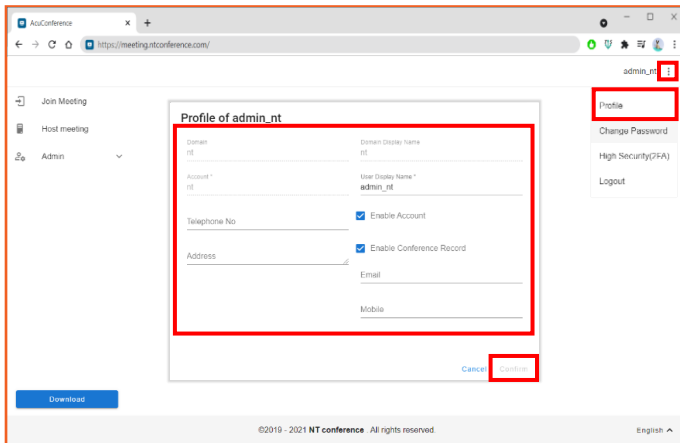 AcuConference
https://meeting.ntconference.com/
admin_nt
Join Meeting
Host meeting
Admin
Profile
Change Password
High Security(2FA)
Logout
Profile of admin_nt
Domain
nt
Domain Display Name
nt
Account *
nt
User Display Name *
admin_nt
Telephone No
Enable Account
Address
Enable Conference Record
Email
Mobile
Cancel
Confirm
Download
©2019 - 2021 NT conference . All rights reserved.
English